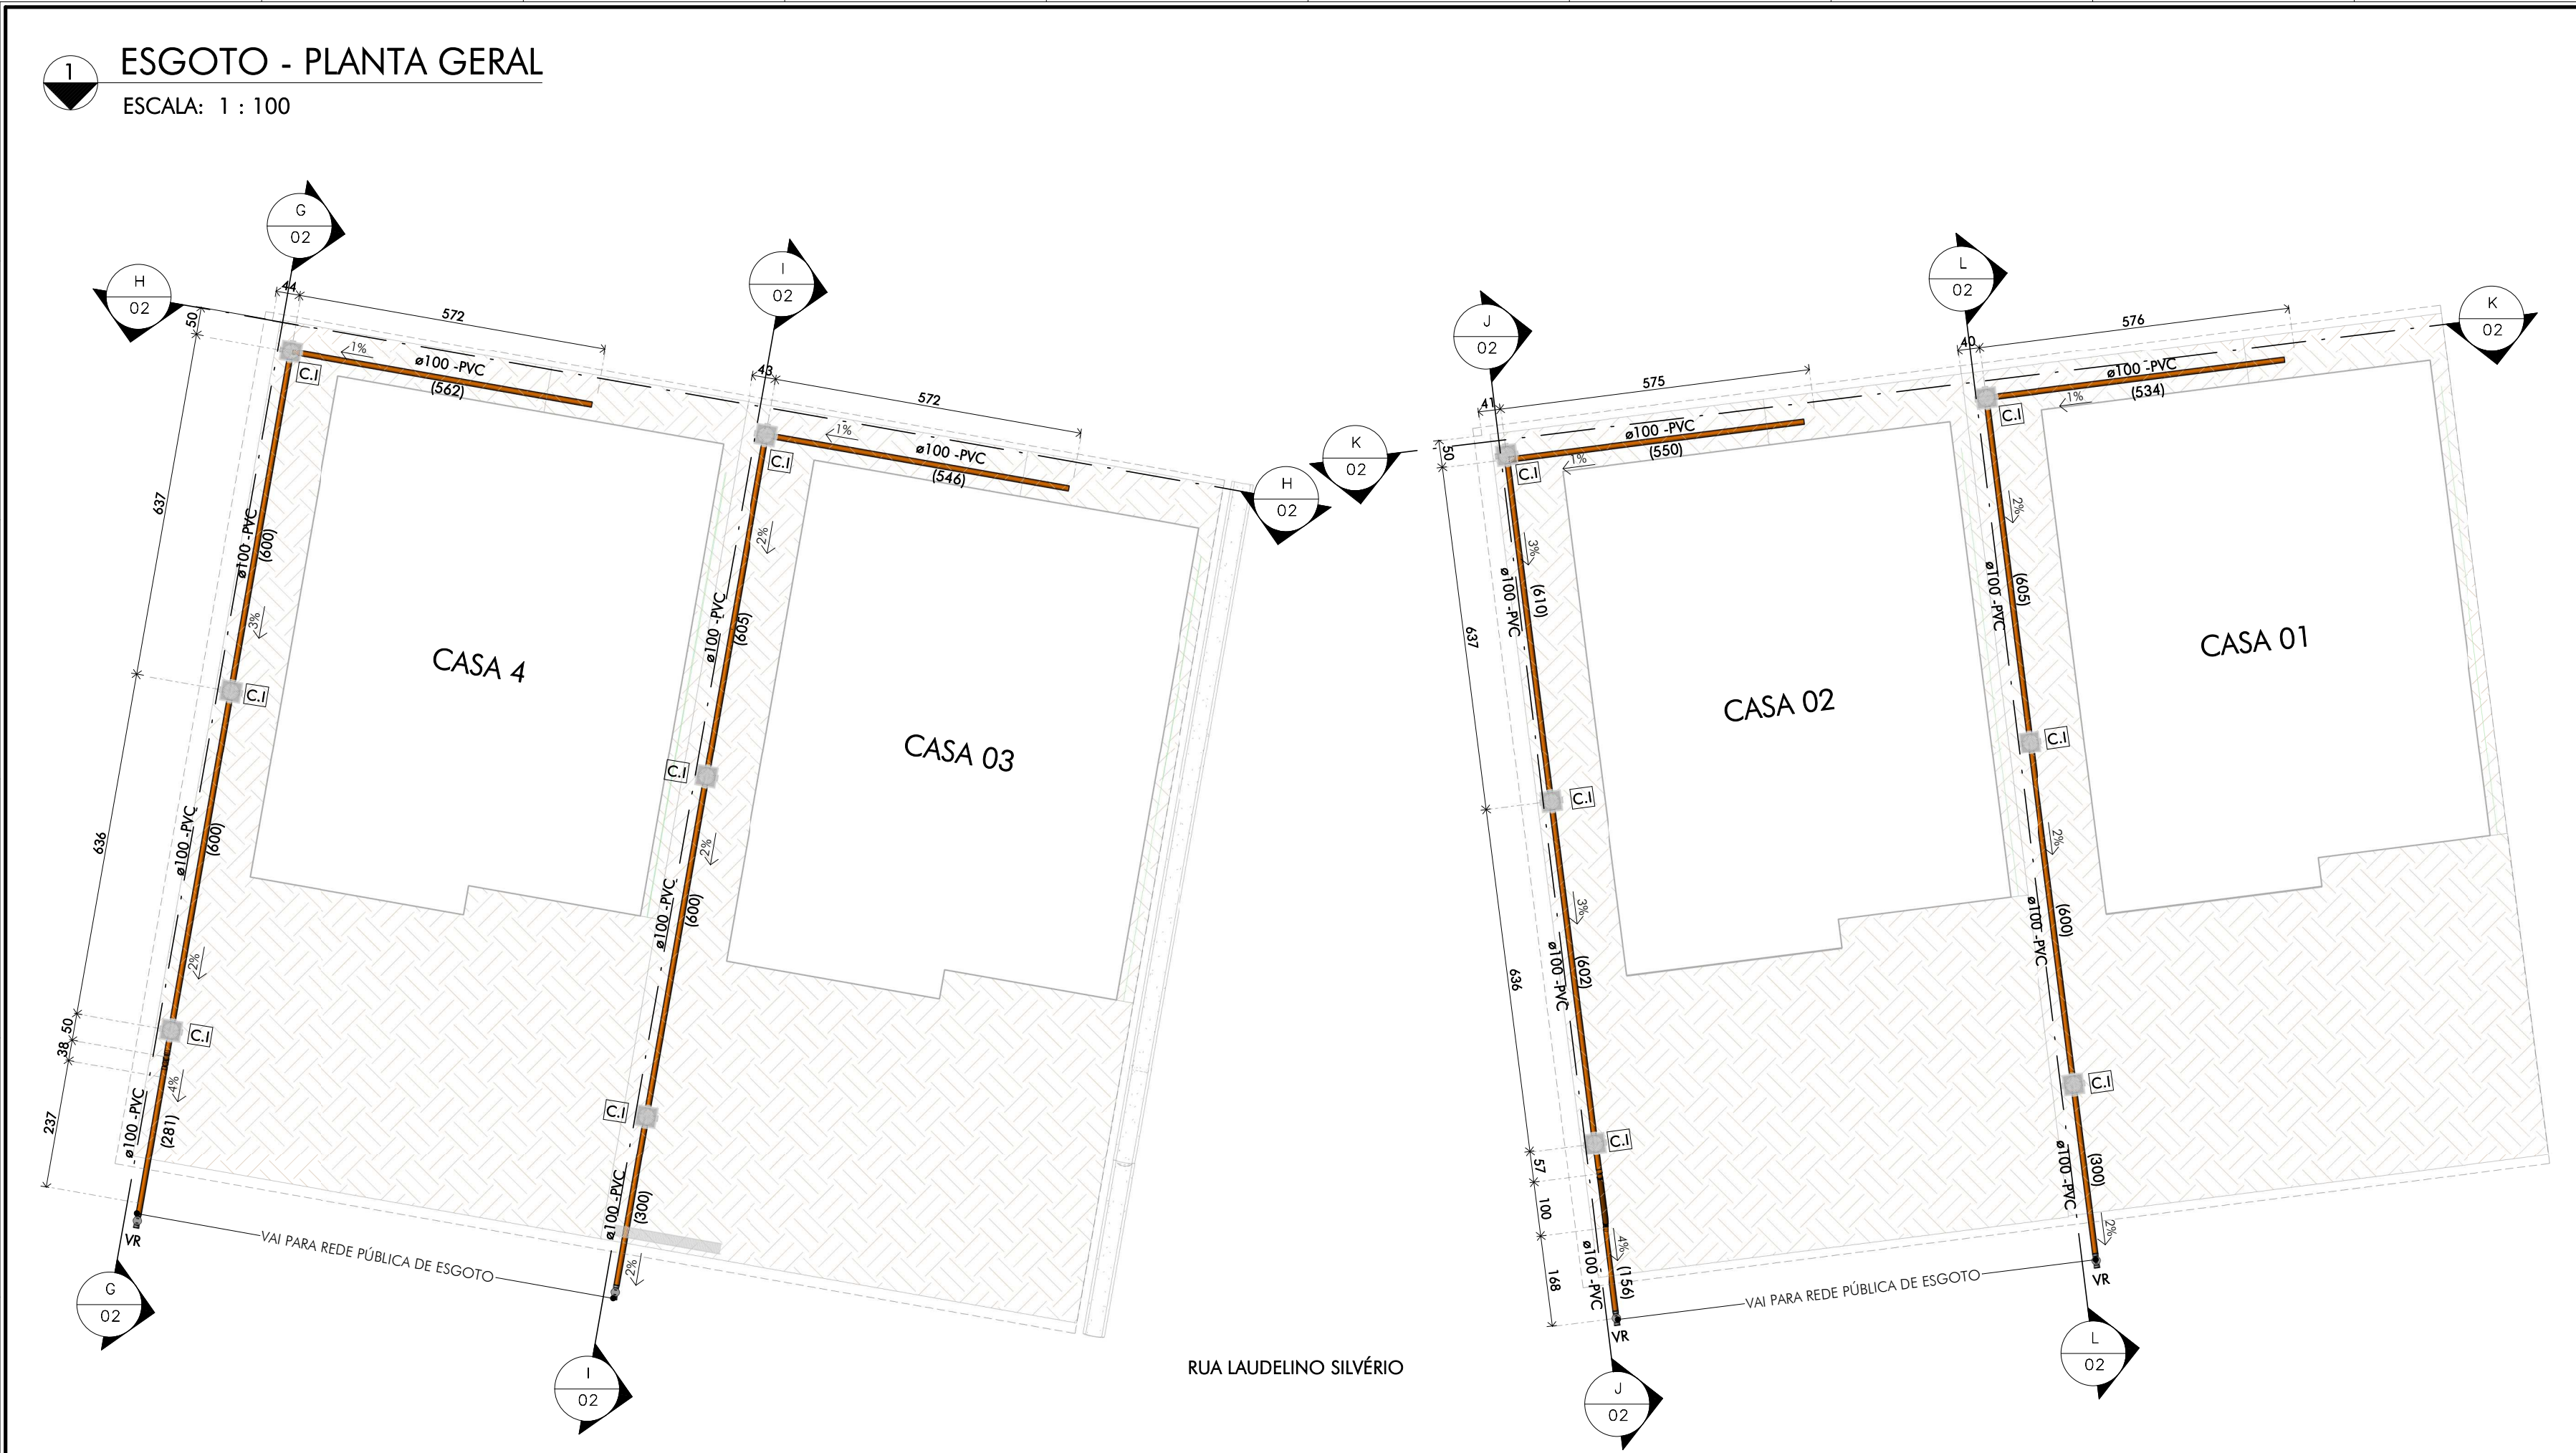 1
ESGOTO - PLANTA GERAL
ESCALA: 1 : 100
G
02
H
02
44
50
572
1%
ø100 -PVC
(562)
C.I
637
ø100 -PVC
(600)
3%
C.I
CASA 4
636
ø100 -PVC
(600)
2%
50
38
C.I
4%
237
ø100 -PVC
(281)
VR
VAI PARA REDE PÚBLICA DE ESGOTO
G
02
I
02
43
572
1%
ø100 -PVC
(546)
C.I
H
02
2%
ø100 -PVC
(605)
C.I
CASA 03
2%
ø100 -PVC
(600)
C.I
ø100 -PVC
(300)
2%
I
02
RUA LAUDELINO SILVÉRIO
J
02
K
02
41
50
575
ø100 -PVC
(550)
1%
C.I
3%
ø100 -PVC
(610)
637
C.I
CASA 02
3%
ø100 -PVC
(602)
636
C.I
57
100
168
4%
ø100 -PVC
(156)
VR
VAI PARA REDE PÚBLICA DE ESGOTO
J
02
L
02
40
576
K
02
ø100 -PVC
(534)
1%
C.I
2%
ø100 -PVC
(605)
C.I
CASA 01
2%
ø100 -PVC
(600)
C.I
ø100 -PVC
(300)
2%
VR
L
02